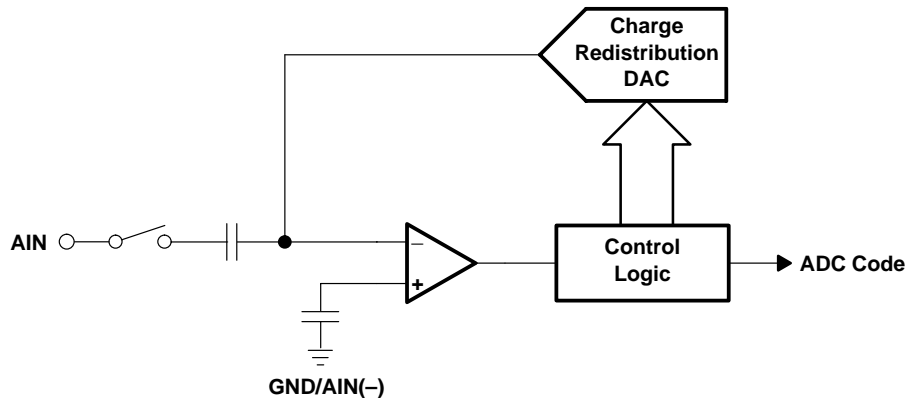 Charge
Redistribution
DAC
AIN
−
+
Control
Logic
ADC Code
GND/AIN(−)